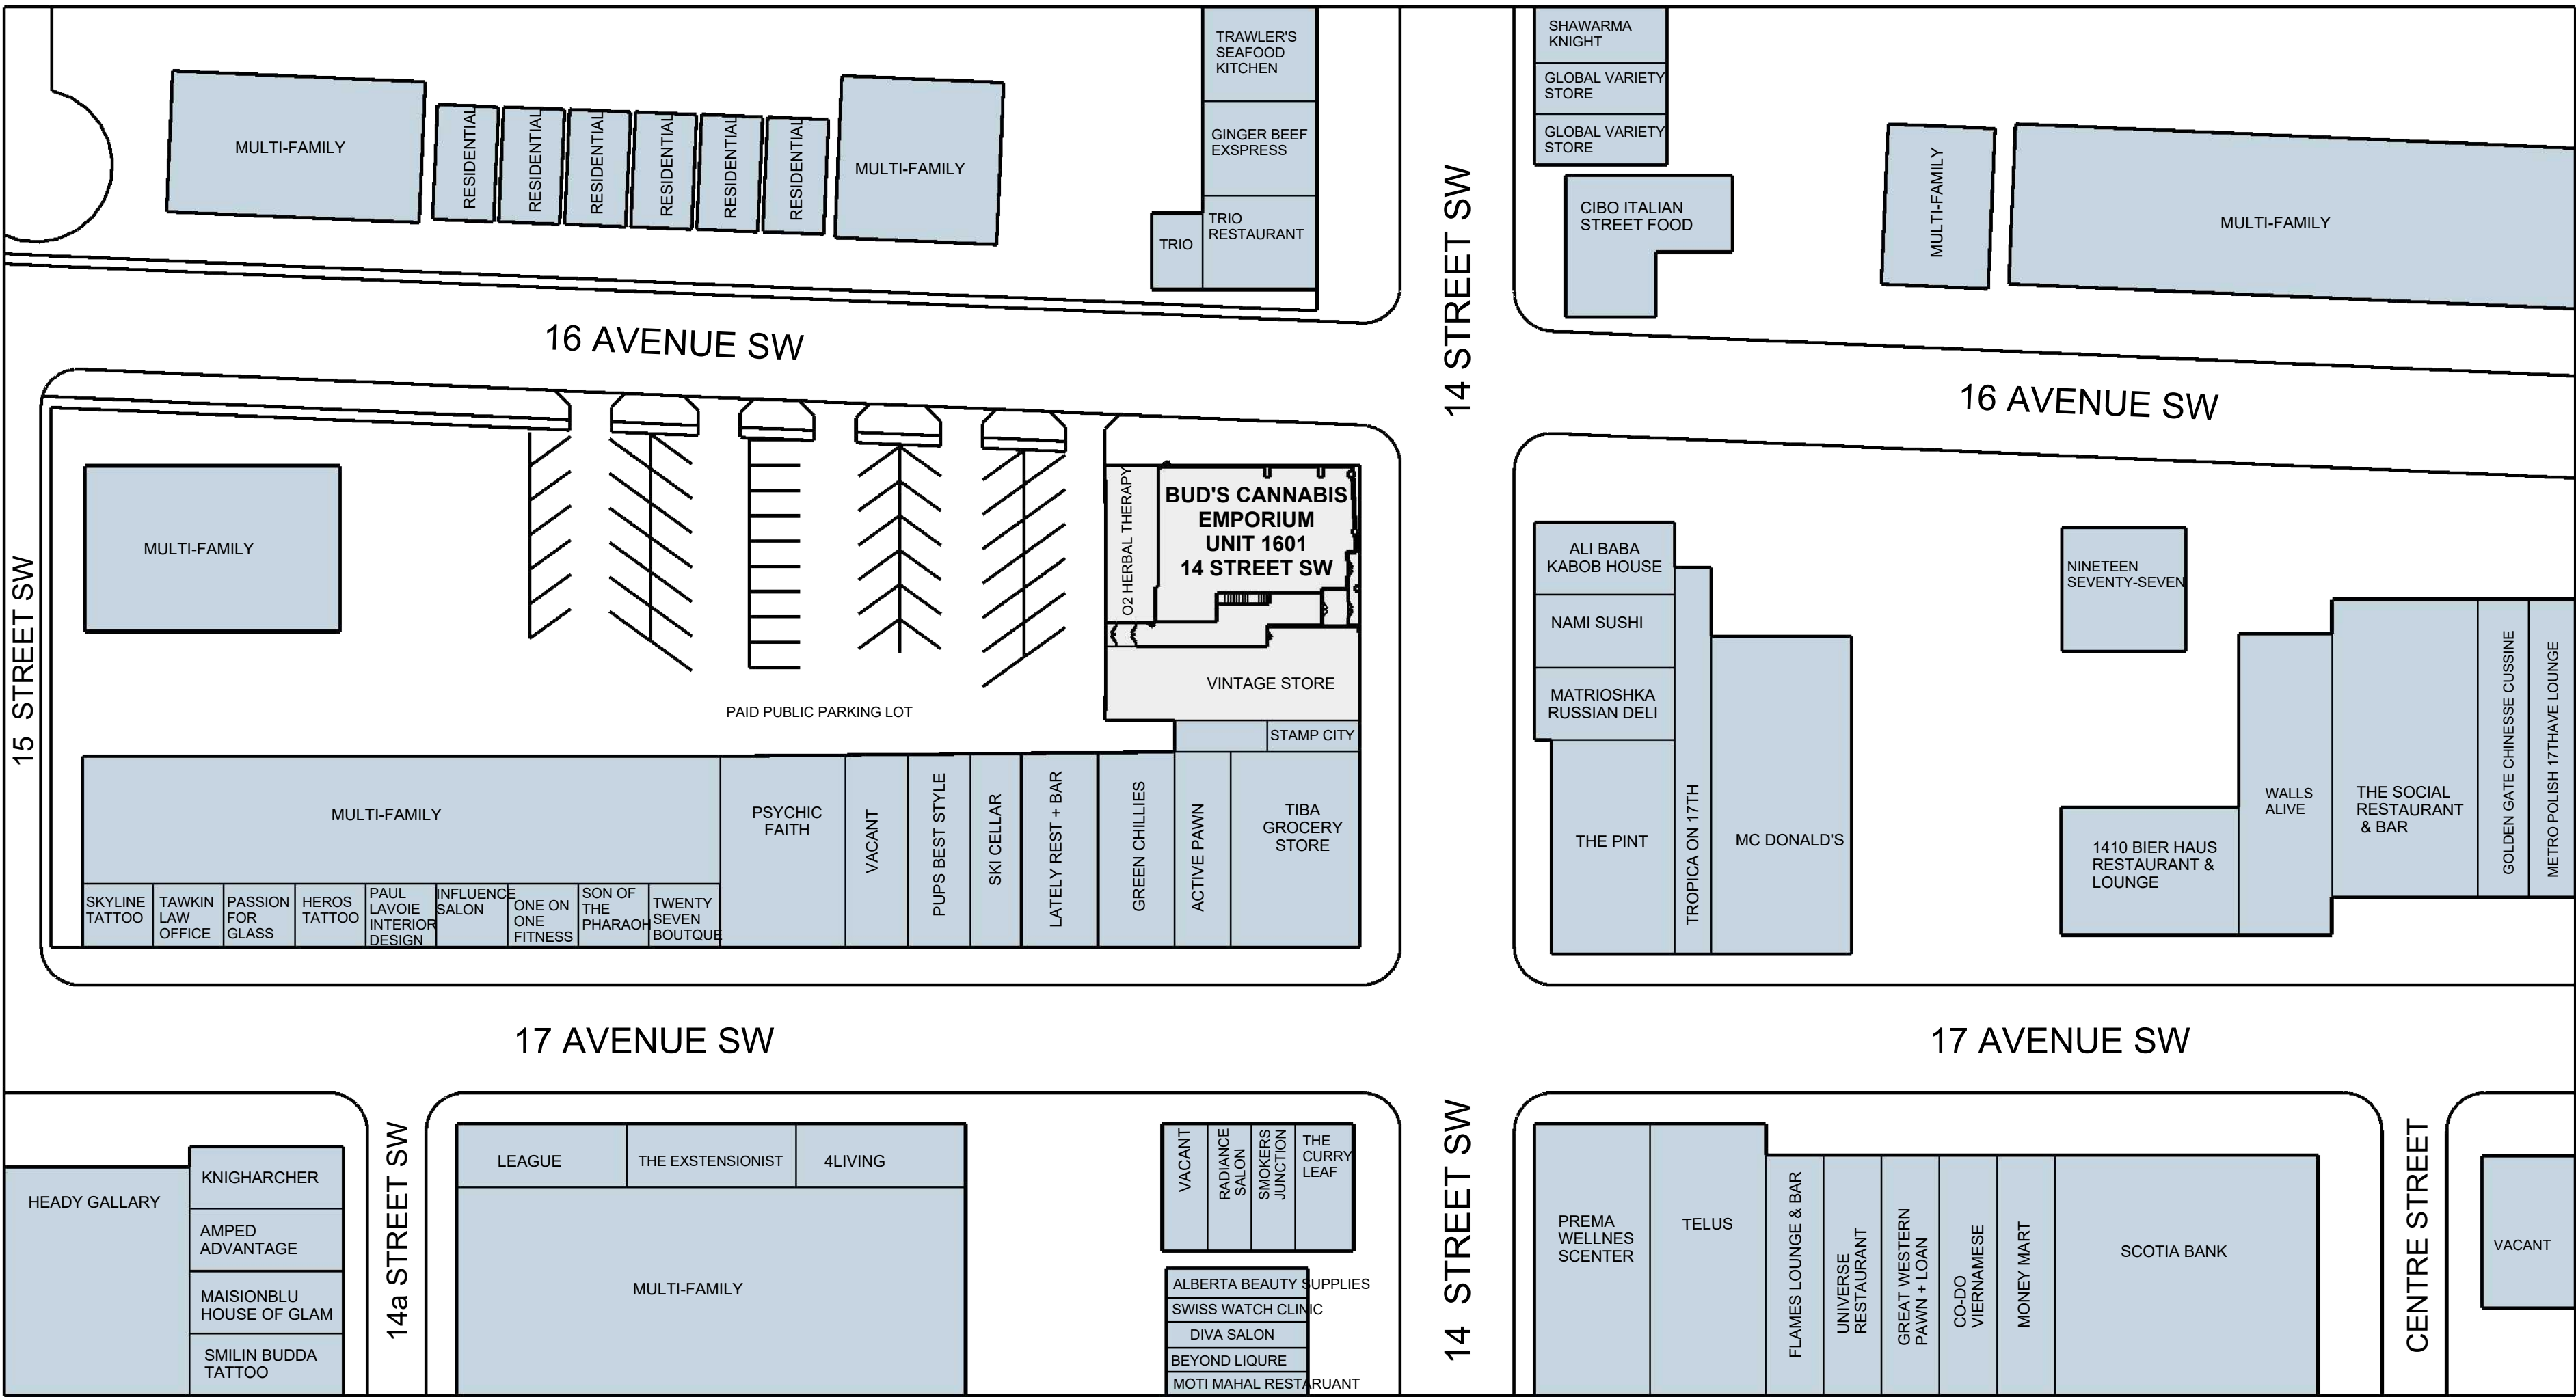 TRAWLER'S
SEAFOOD
KITCHEN
SHAWARMA
KNIGHT
GLOBAL VARIETY
STORE
GLOBAL VARIETY
STORE
MULTI-FAMILY
RESIDENTIAL
RESIDENTIAL
RESIDENTIAL
RESIDENTIAL
RESIDENTIAL
RESIDENTIAL
MULTI-FAMILY
GINGER BEEF
EXSPRESS
TRIO
TRIO
RESTAURANT
14 STREET SW
CIBO ITALIAN
STREET FOOD
MULTI-FAMILY
MULTI-FAMILY
16 AVENUE SW
16 AVENUE SW
15 STREET SW
MULTI-FAMILY
O2 HERBAL THERAPY
BUD'S CANNABIS
EMPORIUM
UNIT 1601
14 STREET SW
VINTAGE STORE
PAID PUBLIC PARKING LOT
STAMP CITY
ALI BABA
KABOB HOUSE
NAMI SUSHI
MATRIOSHKA
RUSSIAN DELI
THE PINT
TROPICA ON 17TH
MC DONALD'S
NINETEEN
SEVENTY-SEVEN
1410 BIER HAUS
RESTAURANT &
LOUNGE
WALLS
ALIVE
THE SOCIAL
RESTAURANT
& BAR
GOLDEN GATE CHINESSE CUSSINE
METRO POLISH 17THAVE LOUNGE
MULTI-FAMILY
PSYCHIC
FAITH
VACANT
PUPS BEST STYLE
SKI CELLAR
LATELY REST + BAR
GREEN CHILLIES
ACTIVE PAWN
TIBA
GROCERY
STORE
SKYLINE
TATTOO
TAWKIN
LAW
OFFICE
PASSION
FOR
GLASS
HEROS
TATTOO
PAUL
LAVOIE
INTERIOR
DESIGN
INFLUENCE
SALON
ONE ON
ONE
FITNESS
SON OF
THE
PHARAOH
TWENTY
SEVEN
BOUTQUE
17 AVENUE SW
17 AVENUE SW
HEADY GALLARY
KNIGHARCHER
AMPED
ADVANTAGE
MAISIONBLU
HOUSE OF GLAM
SMILIN BUDDA
TATTOO
14a STREET SW
LEAGUE
THE EXSTENSIONIST
4LIVING
MULTI-FAMILY
VACANT
RADIANCE
SALON
SMOKERS
JUNCTION
THE
CURRY
LEAF
ALBERTA BEAUTY SUPPLIES
SWISS WATCH CLINIC
DIVA SALON
BEYOND LIQURE
MOTI MAHAL RESTARUANT
14 STREET SW
PREMA
WELLNES
SCENTER
TELUS
FLAMES LOUNGE & BAR
UNIVERSE
RESTAURANT
GREAT WESTERN
PAWN + LOAN
CO-DO
VIERNAMESE
MONEY MART
SCOTIA BANK
CENTRE STREET
VACANT